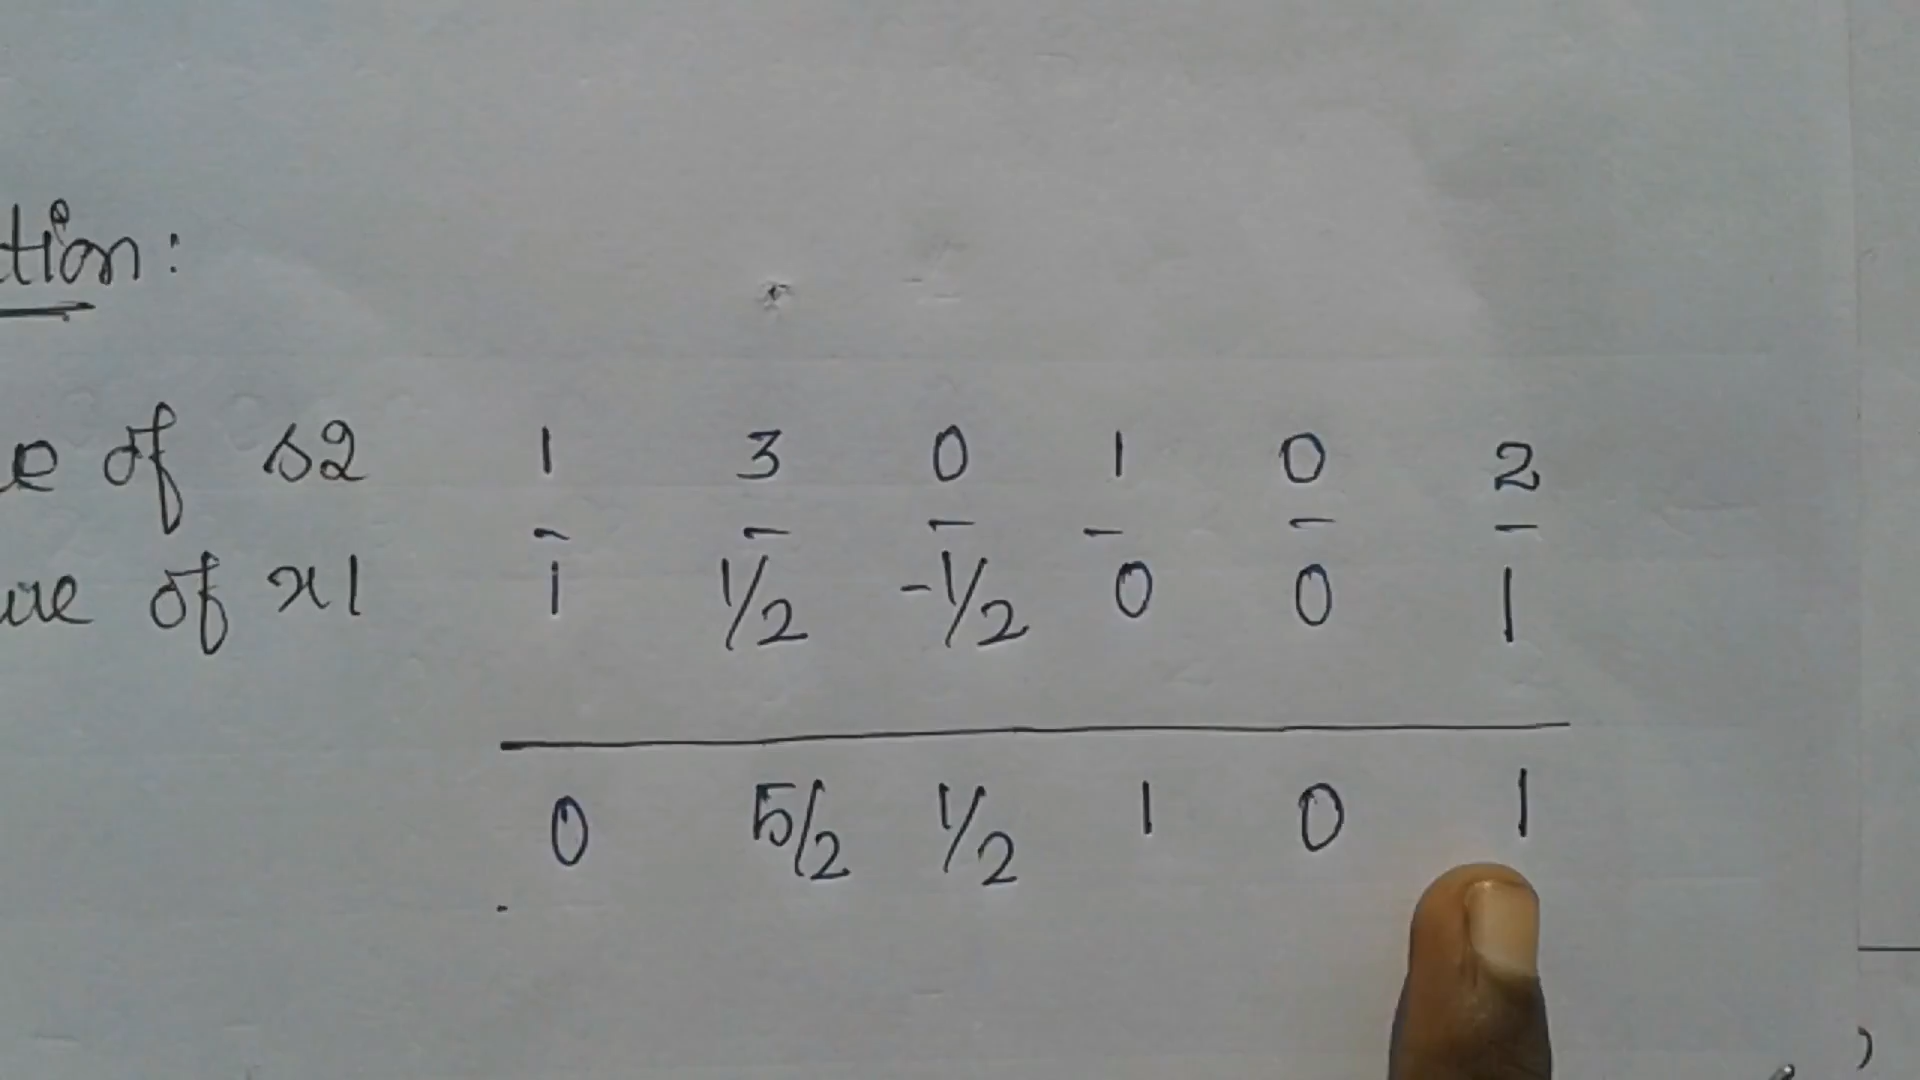 tion:
e of s2 1 3 0 1 0 2
- - - - - -
ue of x1 1 1/2 -1/2 0 0 1
0 5/2 1/2 1 0 1